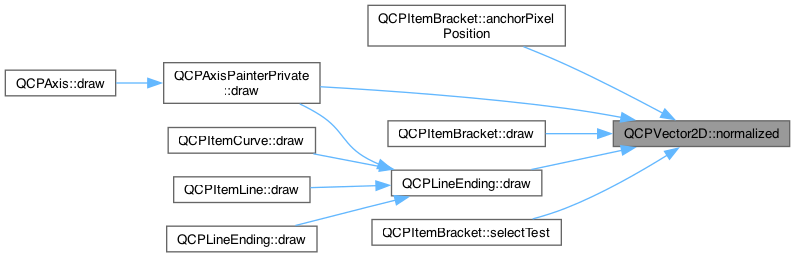 QCPItemBracket::anchorPixel
Position
QCPAxis::draw
QCPAxisPainterPrivate
::draw
QCPItemCurve::draw
QCPItemBracket::draw
QCPVector2D::normalized
QCPItemLine::draw
QCPLineEnding::draw
QCPLineEnding::draw
QCPItemBracket::selectTest